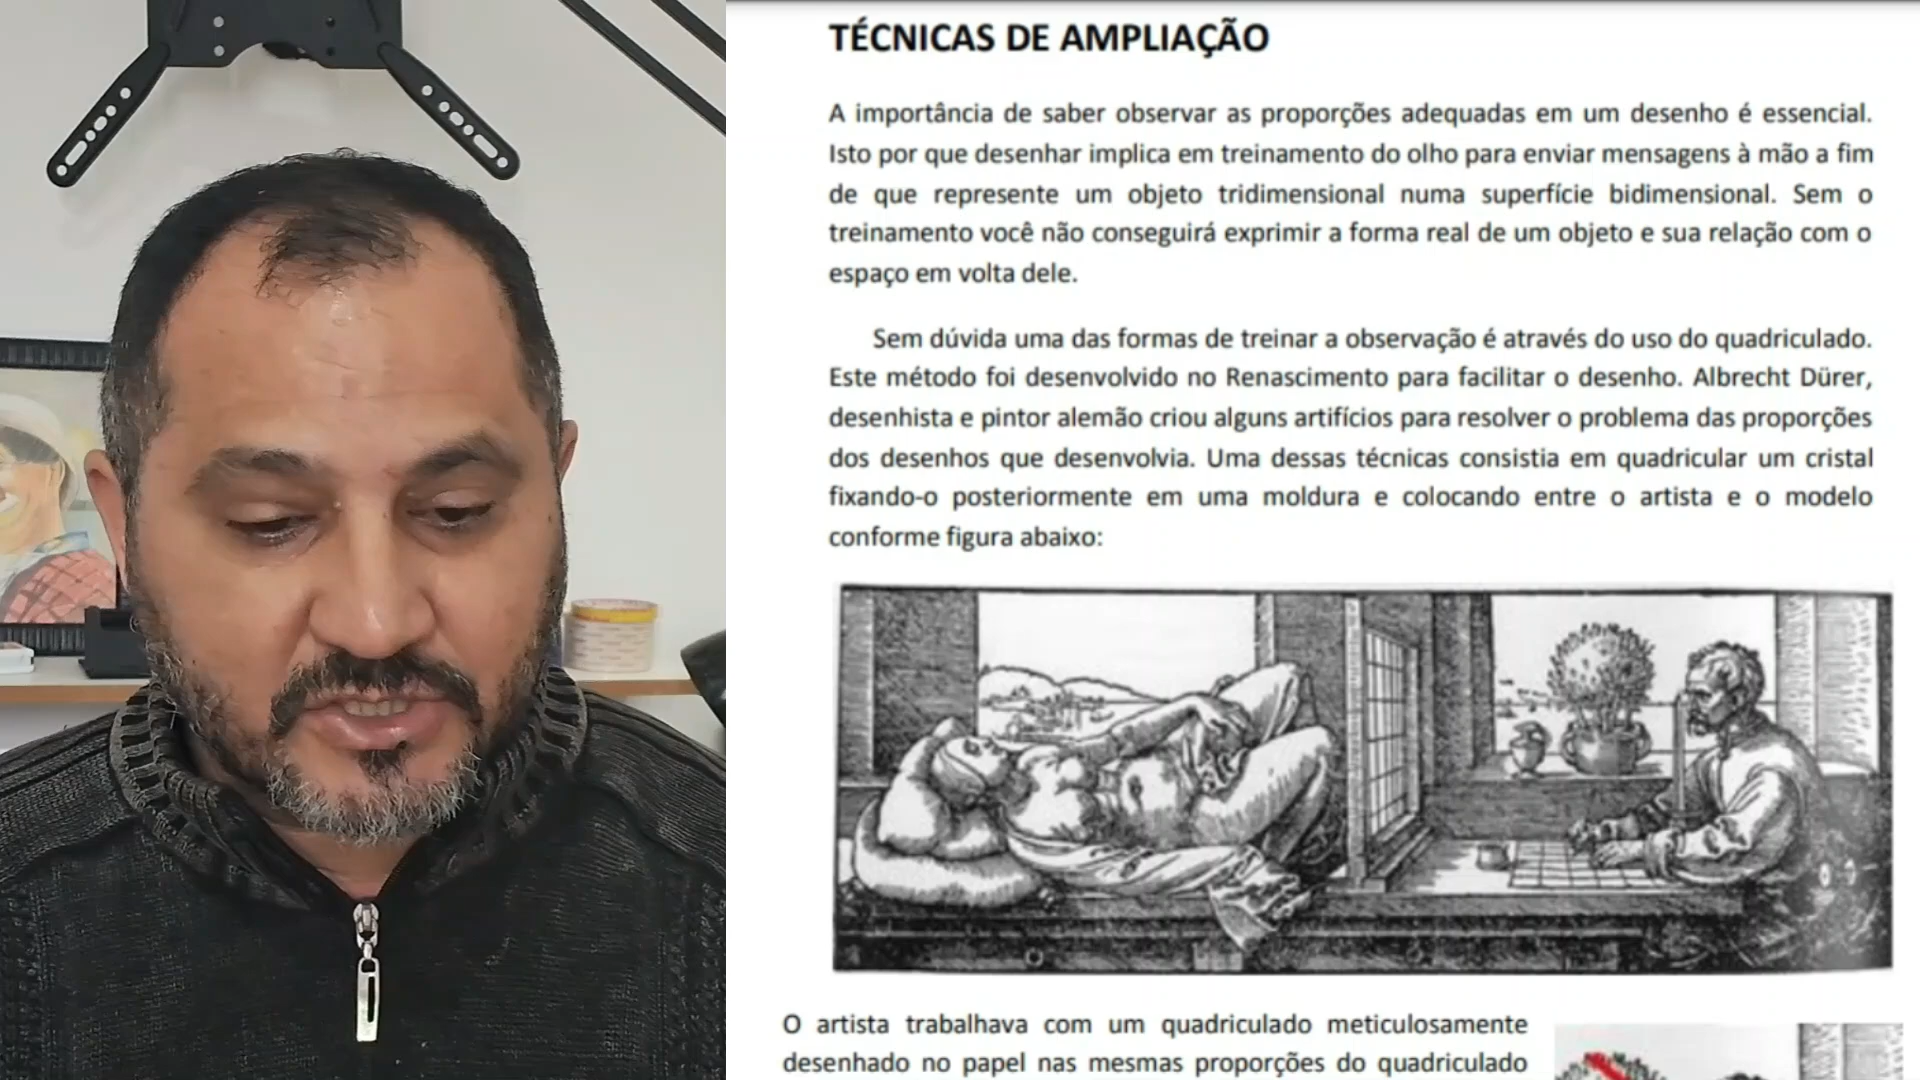 TÉCNICAS DE AMPLIAÇÃO
A importância de saber observar as proporções adequadas em um desenho é essencial.
Isto por que desenhar implica em treinamento do olho para enviar mensagens à mão a fim
de que represente um objeto tridimensional numa superfície bidimensional. Sem o
treinamento você não conseguirá exprimir a forma real de um objeto e sua relação com o
espaço em volta dele.
Sem dúvida uma das formas de treinar a observação é através do uso do quadriculado.
Este método foi desenvolvido no Renascimento para facilitar o desenho. Albrecht Dürer,
desenhista e pintor alemão criou alguns artifícios para resolver o problema das proporções
dos desenhos que desenvolvia. Uma dessas técnicas consistia em quadricular um cristal
fixando-o posteriormente em uma moldura e colocando entre o artista e o modelo
conforme figura abaixo:
O artista trabalhava com um quadriculado meticulosamente
desenhado no papel nas mesmas proporções do quadriculado